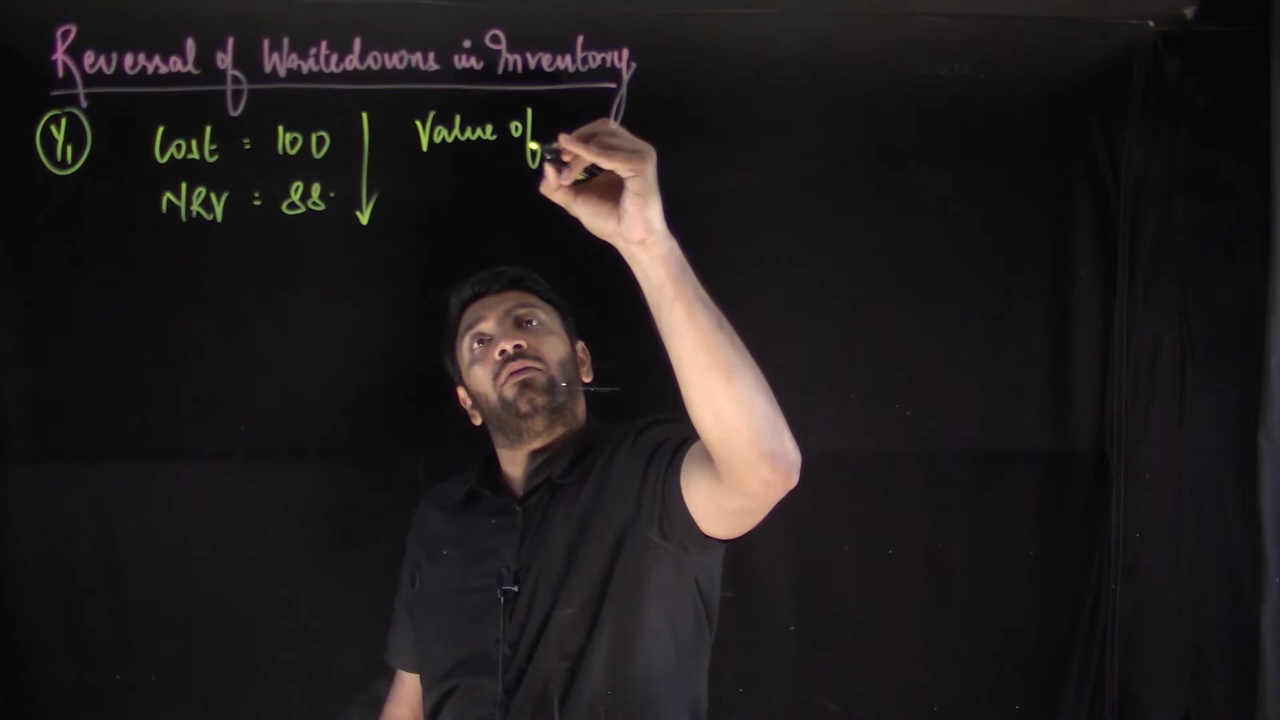 Reversal of Writedowns in Inventory
Y1 Cost = 100 Value of
NRV = 88.